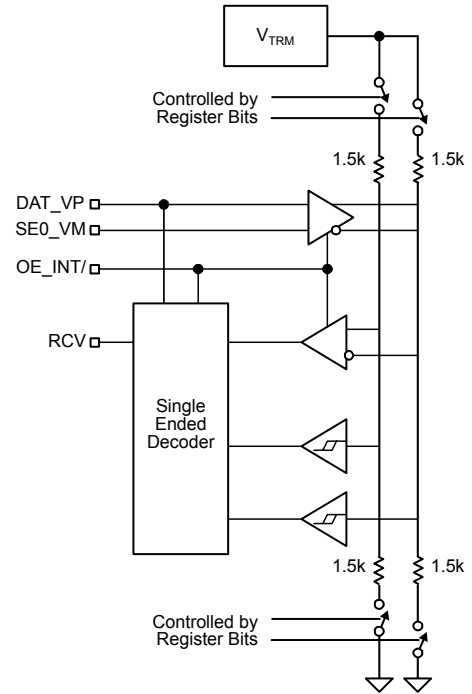 VTRM
Controlled by
Register Bits
1.5k
1.5k
DAT_VP
SE0_VM
OE_INT/
RCV
Single
Ended
Decoder
1.5k
1.5k
Controlled by
Register Bits